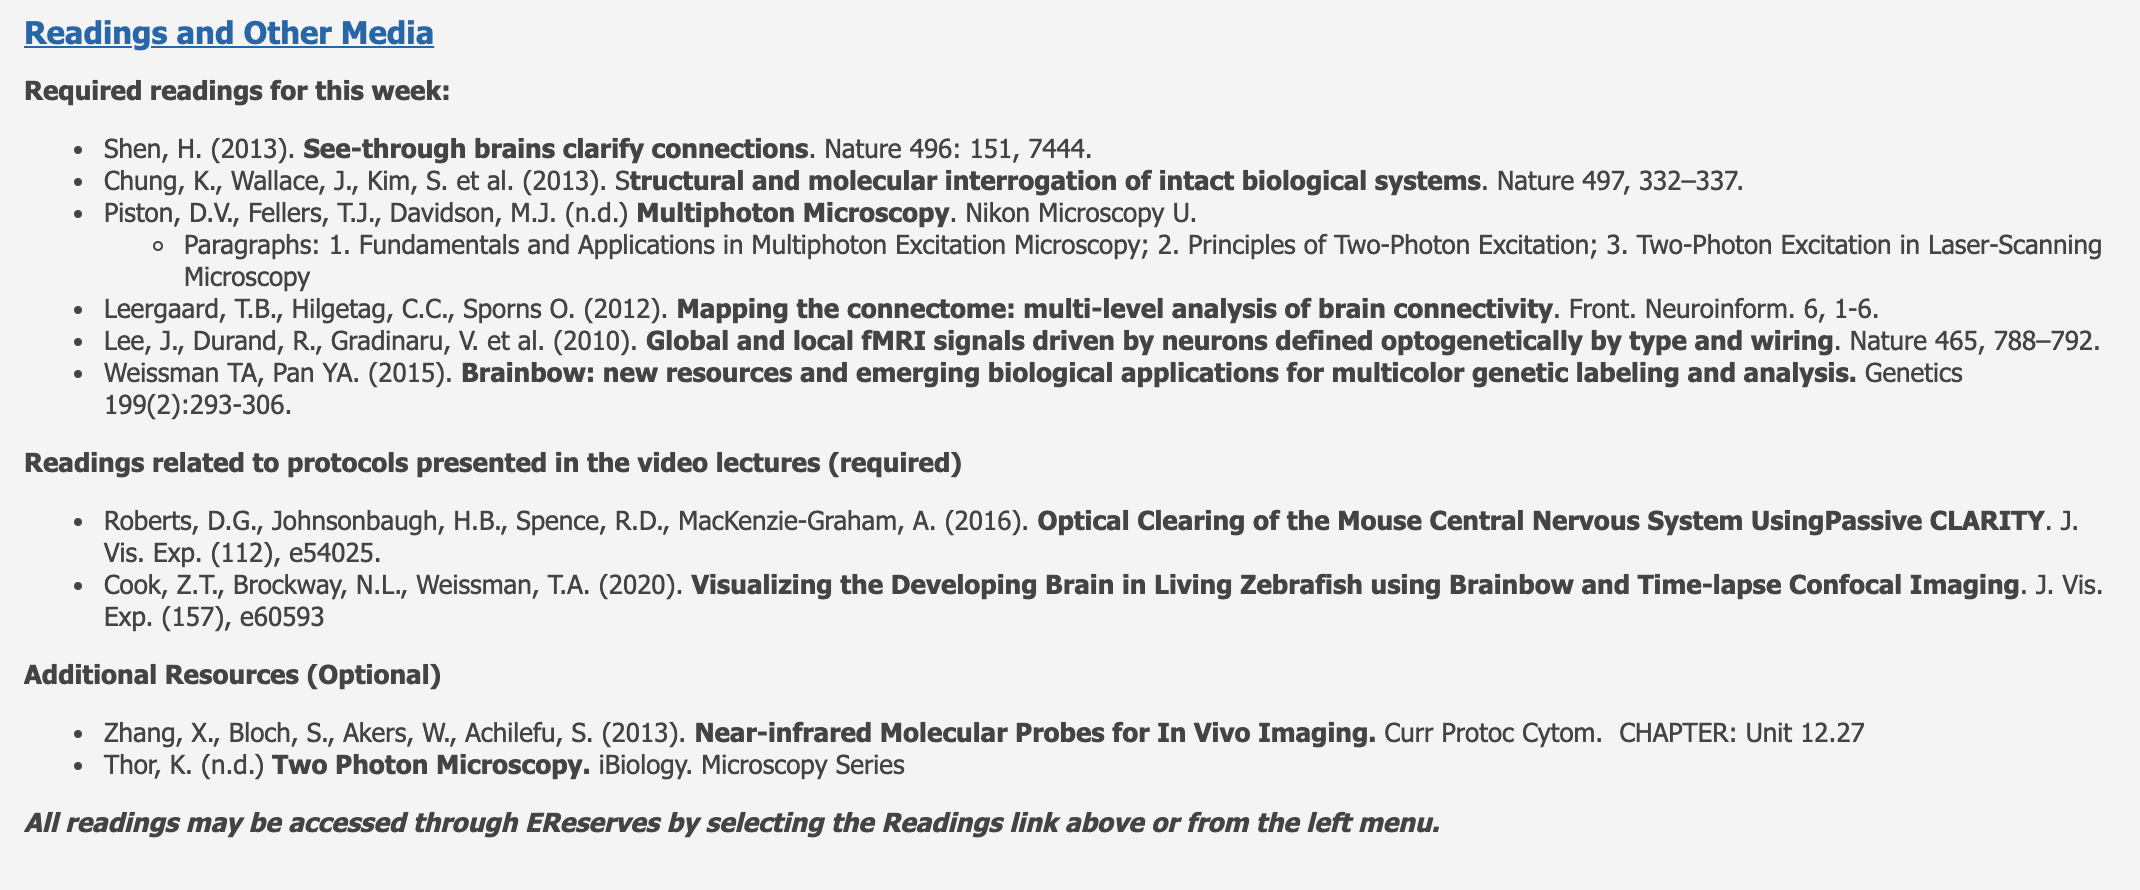 Readings and Other Media
Required readings for this week:
• Shen, H. (2013). See-through brains clarify connections. Nature 496: 151, 7444.
• Chung, K., Wallace, J., Kim, S. et al. (2013). Structural and molecular interrogation of intact biological systems. Nature 497, 332–337.
• Piston, D.V., Fellers, T.J., Davidson, M.J. (n.d.) Multiphoton Microscopy. Nikon Microscopy U.
◦ Paragraphs: 1. Fundamentals and Applications in Multiphoton Excitation Microscopy; 2. Principles of Two-Photon Excitation; 3. Two-Photon Excitation in Laser-Scanning
Microscopy
• Leergaard, T.B., Hilgetag, C.C., Sporns O. (2012). Mapping the connectome: multi-level analysis of brain connectivity. Front. Neuroinform. 6, 1-6.
• Lee, J., Durand, R., Gradinaru, V. et al. (2010). Global and local fMRI signals driven by neurons defined optogenetically by type and wiring. Nature 465, 788–792.
• Weissman TA, Pan YA. (2015). Brainbow: new resources and emerging biological applications for multicolor genetic labeling and analysis. Genetics
199(2):293-306.
Readings related to protocols presented in the video lectures (required)
• Roberts, D.G., Johnsonbaugh, H.B., Spence, R.D., MacKenzie-Graham, A. (2016). Optical Clearing of the Mouse Central Nervous System UsingPassive CLARITY. J.
Vis. Exp. (112), e54025.
• Cook, Z.T., Brockway, N.L., Weissman, T.A. (2020). Visualizing the Developing Brain in Living Zebrafish using Brainbow and Time-lapse Confocal Imaging. J. Vis.
Exp. (157), e60593
Additional Resources (Optional)
• Zhang, X., Bloch, S., Akers, W., Achilefu, S. (2013). Near-infrared Molecular Probes for In Vivo Imaging. Curr Protoc Cytom.  CHAPTER: Unit 12.27
• Thor, K. (n.d.) Two Photon Microscopy. iBiology. Microscopy Series
All readings may be accessed through EReserves by selecting the Readings link above or from the left menu.